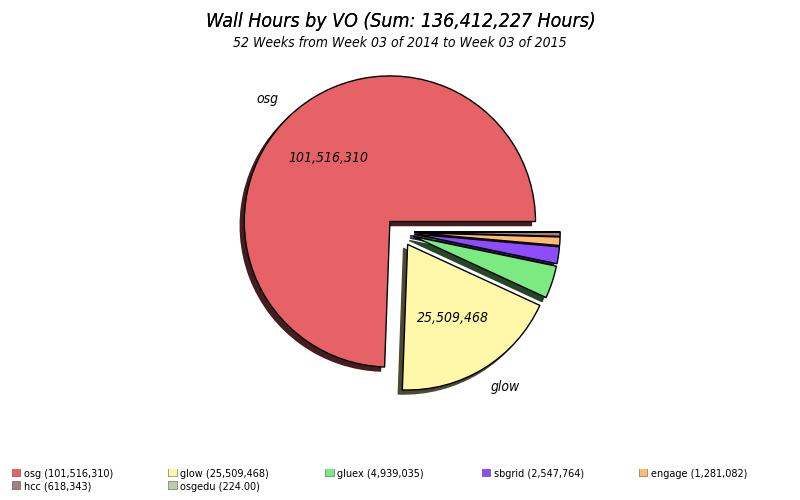 Wall Hours by VO (Sum: 136,412,227 Hours)
52 Weeks from Week 03 of 2014 to Week 03 of 2015
osg
101,516,310
25,509,468
glow
osg (101,516,310)
glow (25,509,468)
gluex (4,939,035)
sbgrid (2,547,764)
engage (1,281,082)
hcc (618,343)
osgedu (224.00)